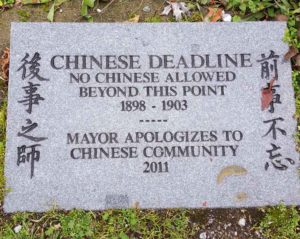 前事不忘
後事之師
CHINESE DEADLINE
NO CHINESE ALLOWED
BEYOND THIS POINT
1898 - 1903
-----
MAYOR APOLOGIZES TO
CHINESE COMMUNITY
2011